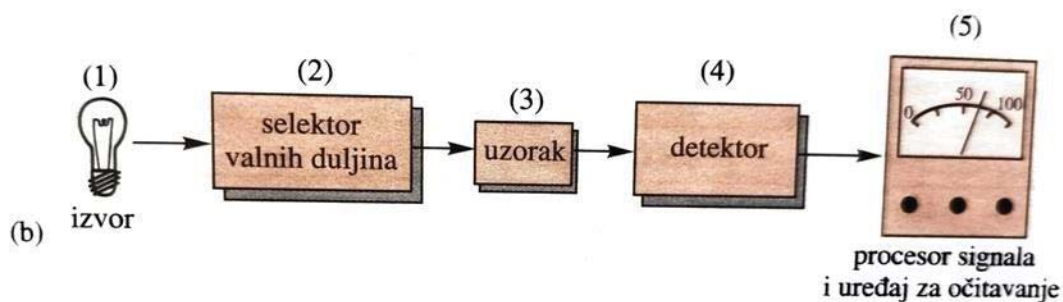 (1)
(2)
(3)
(4)
(5)
selektor
valnih duljina
uzorak
detektor
0
50
100
izvor
(b)
procesor signala
i uređaj za očitavanje